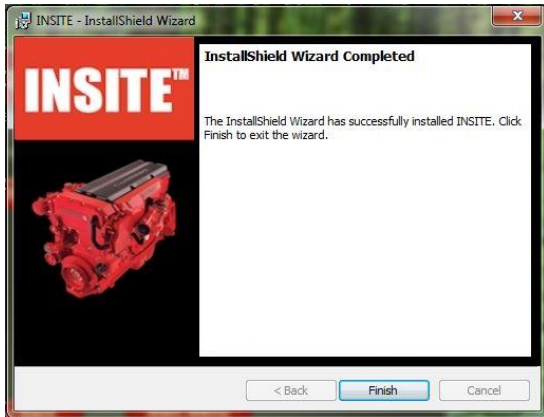 INSITE - InstallShield Wizard
INSITE™
InstallShield Wizard Completed
The InstallShield Wizard has successfully installed INSITE. Click
Finish to exit the wizard.
< Back
Finish
Cancel